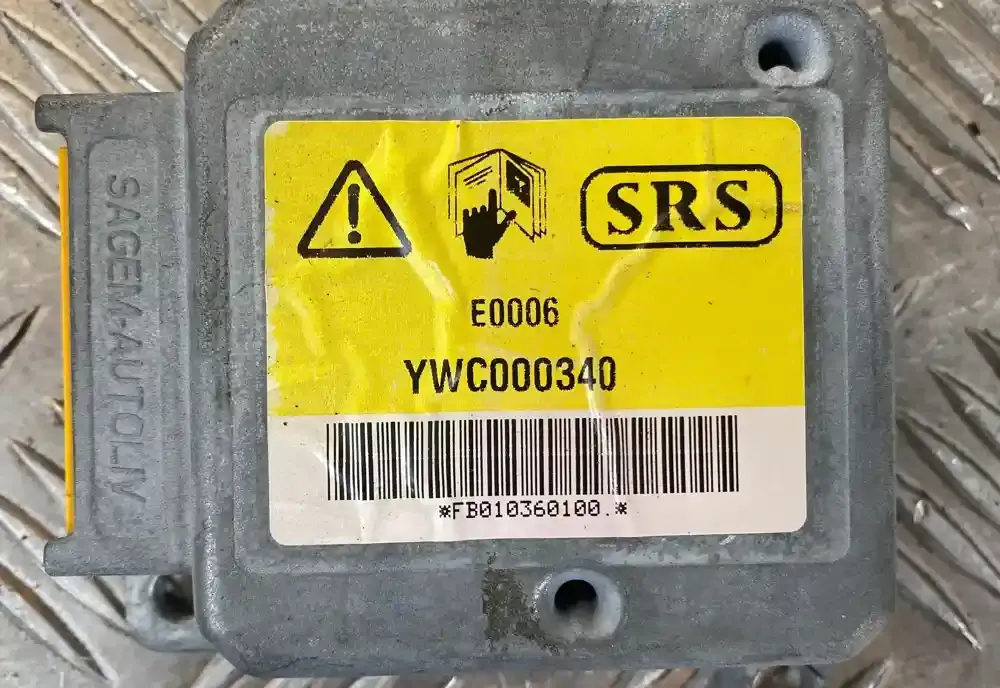 SAGEM-AUTOLIV
SRS
E0006
YWC000340
*FB010360100.*